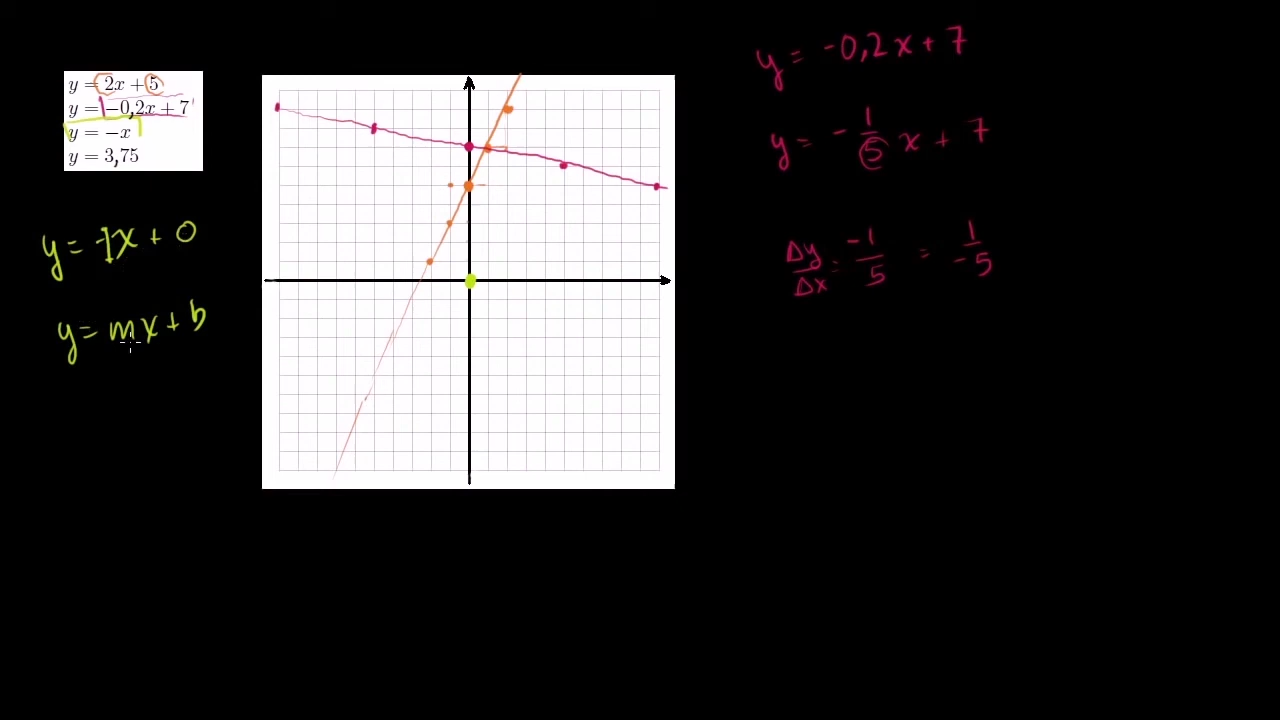 y = 2x + 5
y = -0,2x + 7
y = -x
y = 3,75
y = -1x + 0
y = mx + b
y = -0,2x + 7
y = - 1/5 x + 7
Δy/Δx = -1/5 = 1/-5